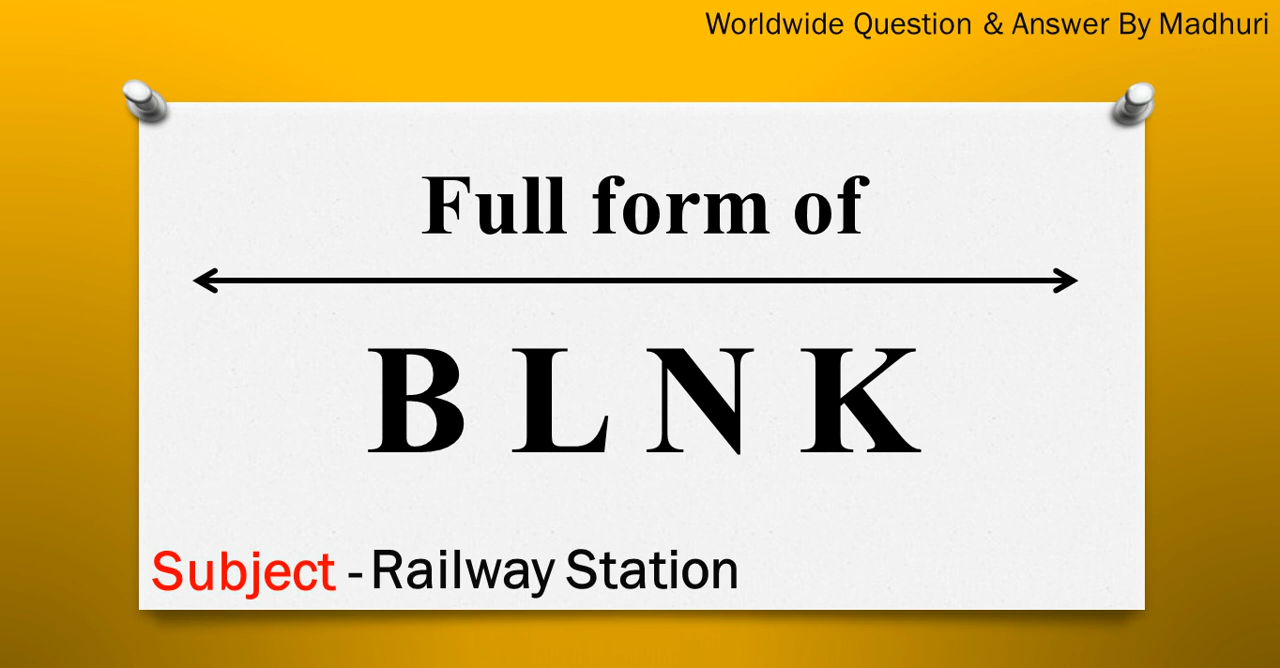 Worldwide Question & Answer By Madhuri
Full form of
B L N K
Subject - Railway Station